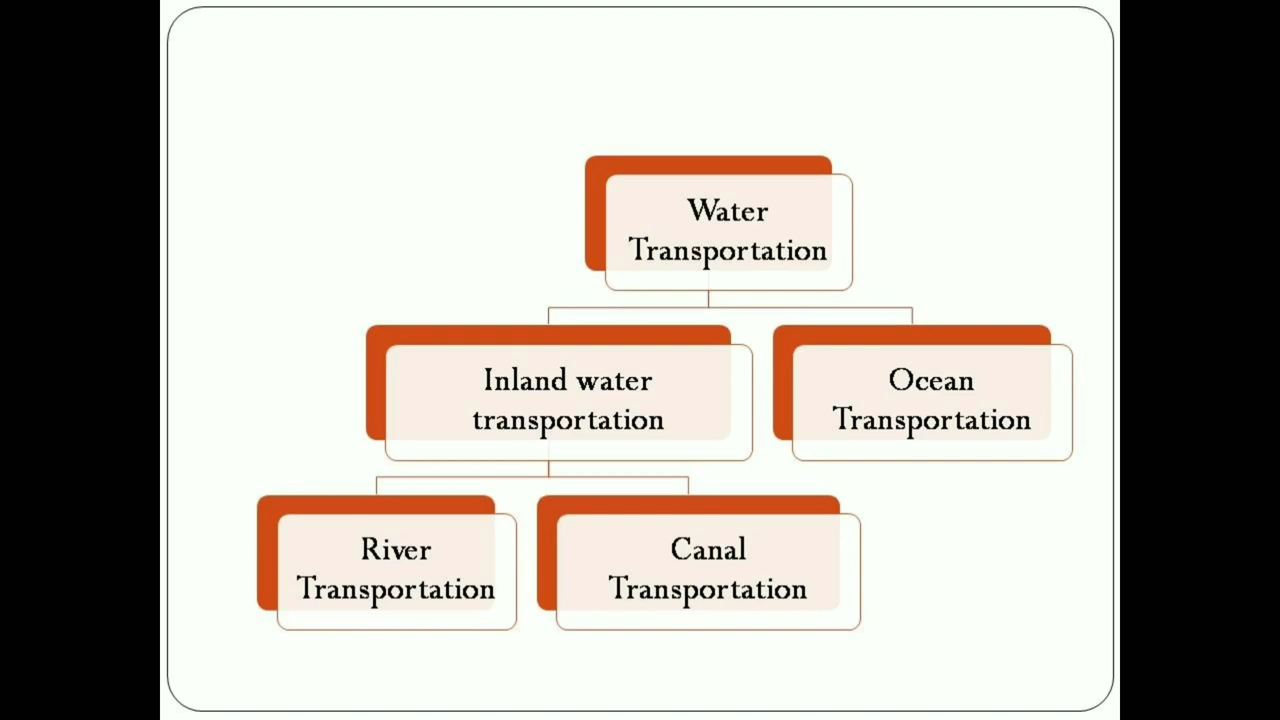 Water
Transportation
Inland water
transportation
Ocean
Transportation
River
Transportation
Canal
Transportation